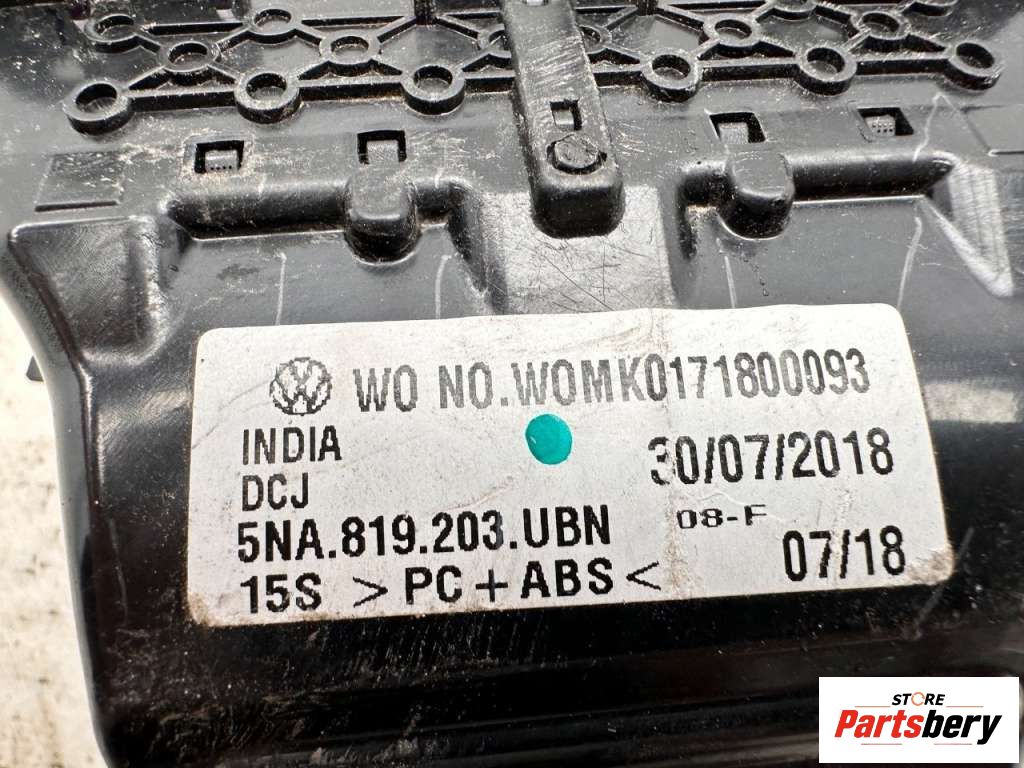 WO NO.WOMK0171800093
INDIA
30/07/2018
DCJ
5NA.819.203.UBN
08-F
15S >PC+ABS<
07/18
STORE
Partsbery